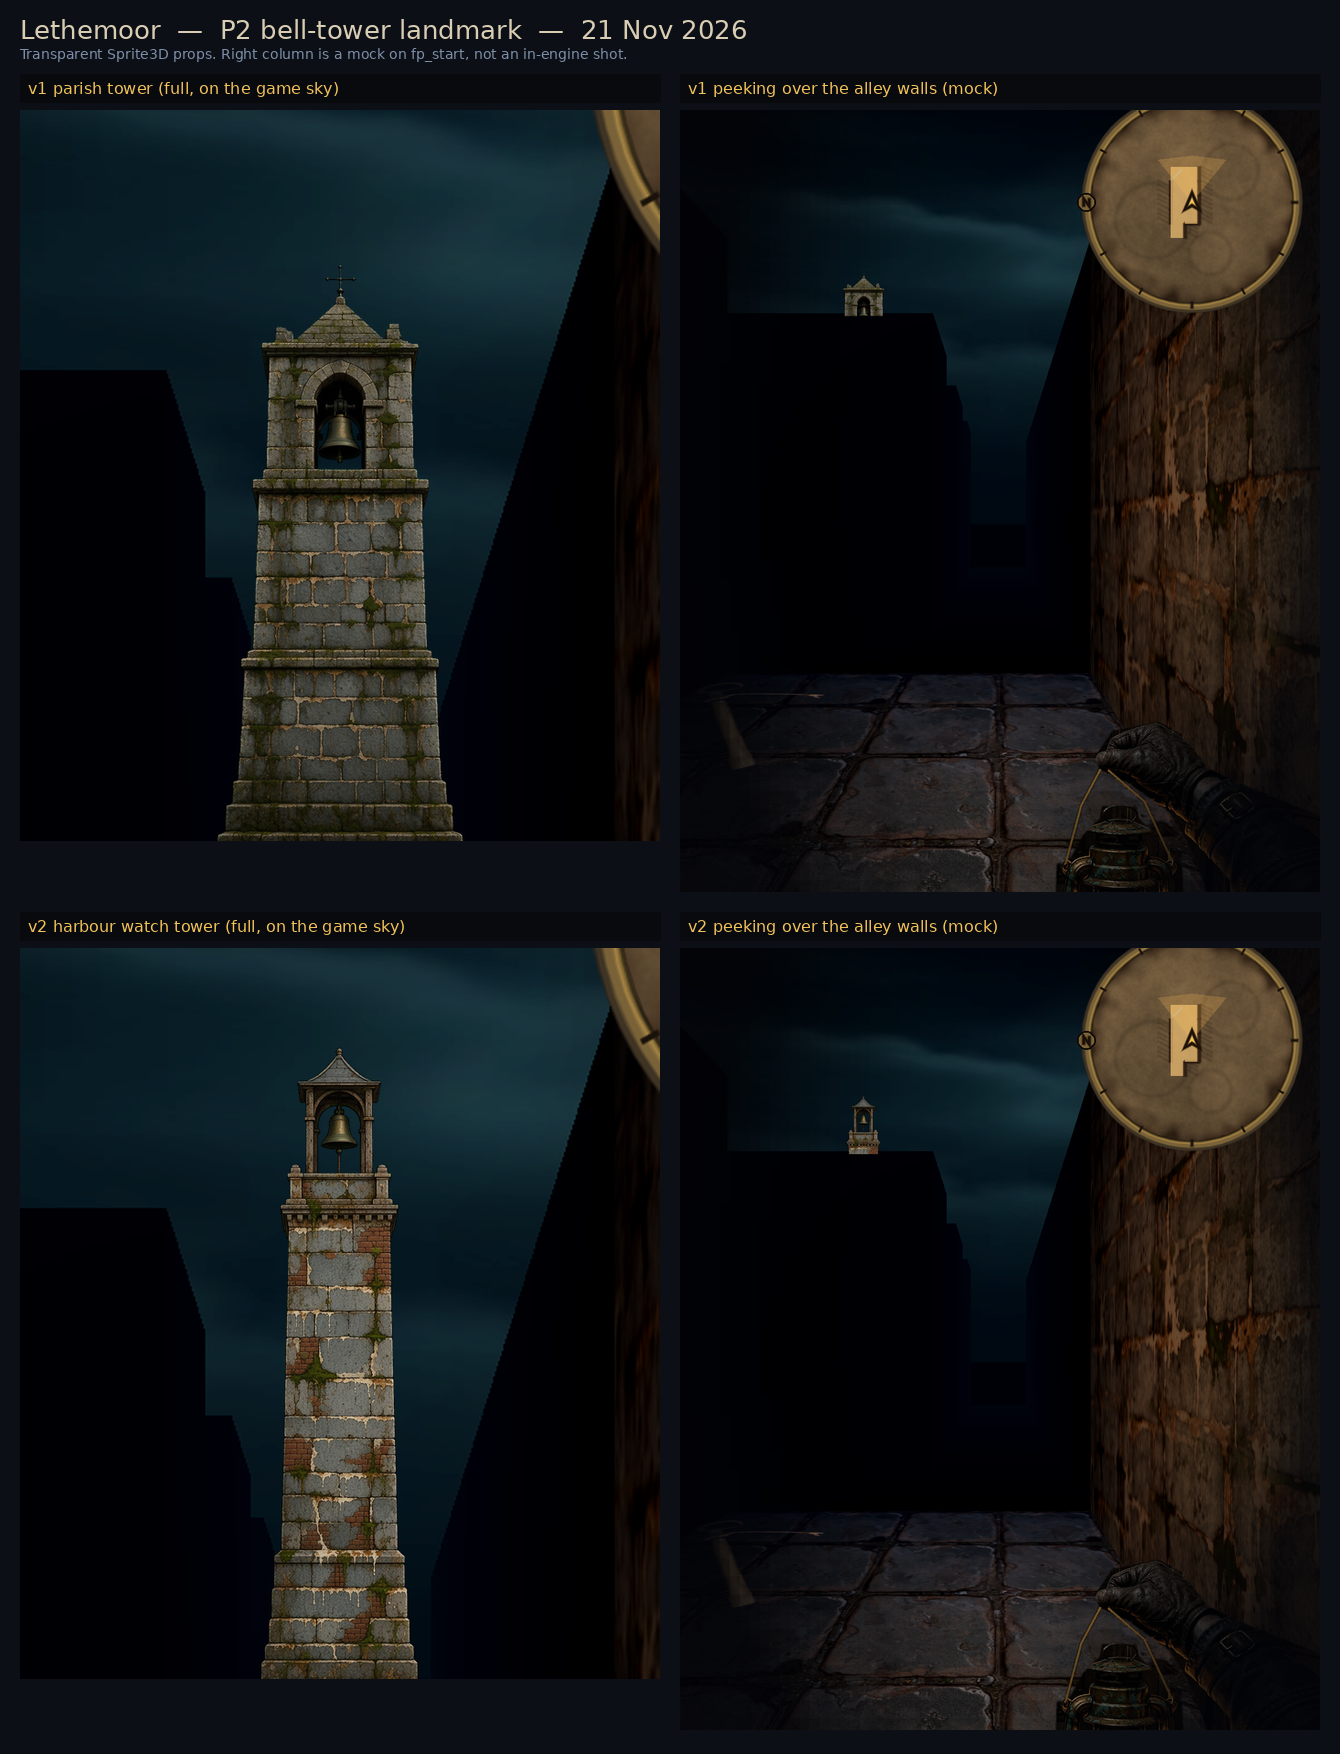 Lethemoor — P2 bell-tower landmark — 21 Nov 2026
Transparent Sprite3D props. Right column is a mock on fp_start, not an in-engine shot.
v1 parish tower (full, on the game sky)
v1 peeking over the alley walls (mock)
N
v2 harbour watch tower (full, on the game sky)
v2 peeking over the alley walls (mock)
N